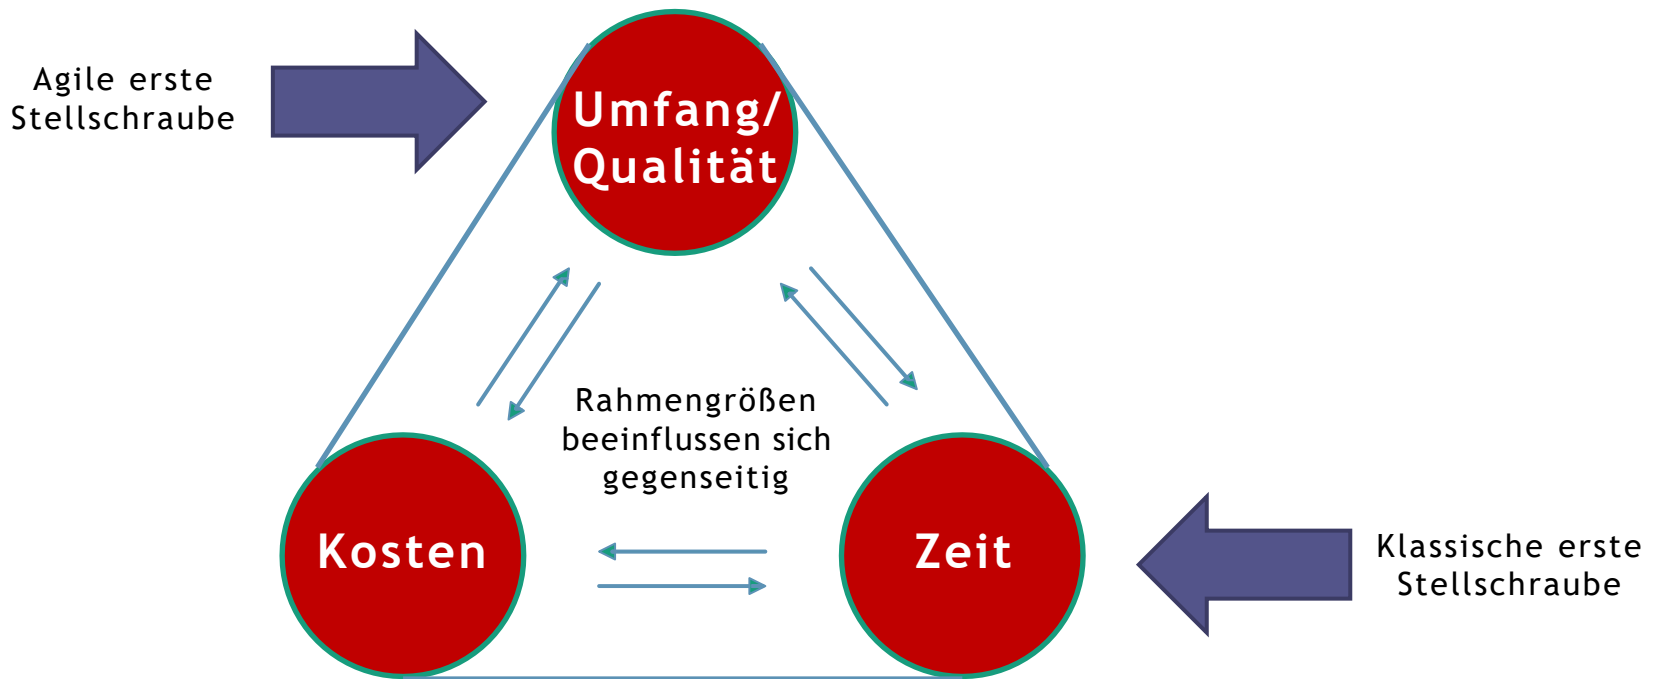 Agile erste
Stellschraube
Umfang/
Qualität
Rahmengrößen
beeinflussen sich
gegenseitig
Kosten
Zeit
Klassische erste
Stellschraube